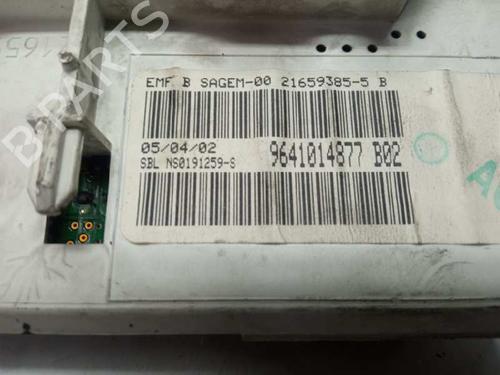 EMF B SAGEM-00 21659385-5 B
05/04/02
SBL NS0191259-S
9641014877 B02
B-PARTS